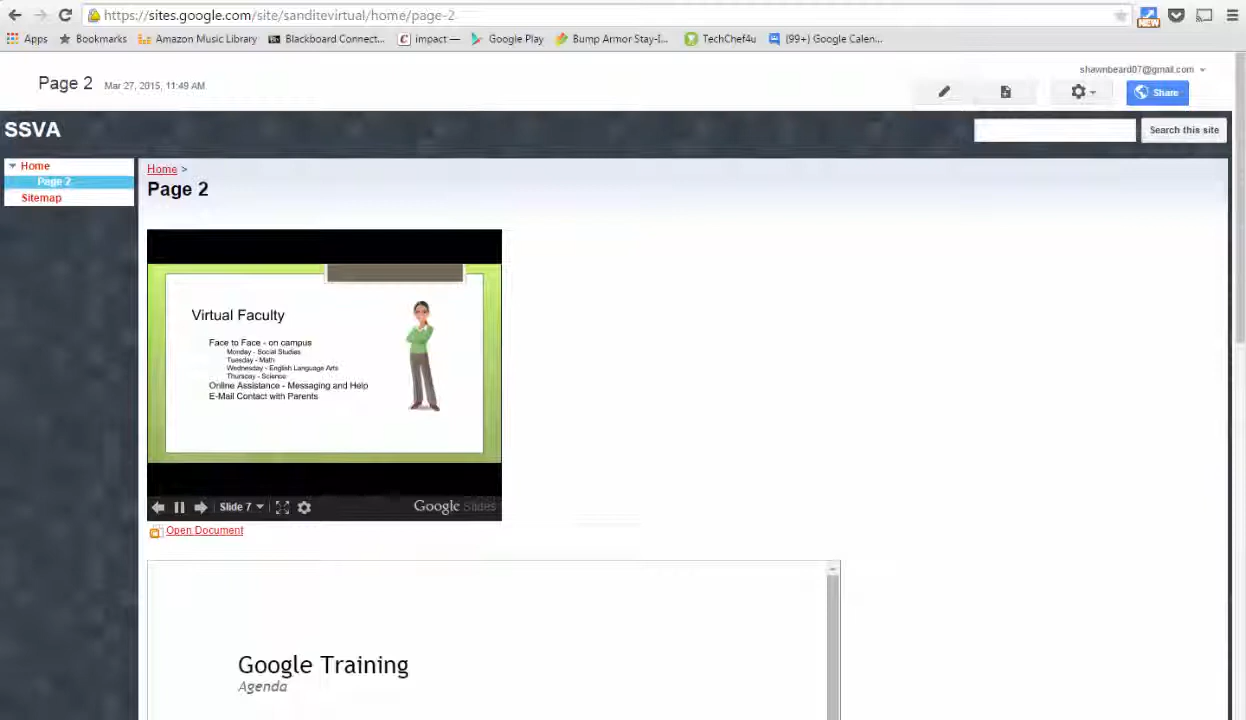 https://sites.google.com/site/sanditevirtual/home/page-2
NEW
Apps Bookmarks Amazon Music Library Blackboard Connect... impact — Google Play Bump Armor Stay-I... TechChef4u (99+) Google Calen...
shawnbeard07@gmail.com
Page 2 Mar 27, 2015, 11:49 AM
Share
SSVA
Search this site
Home
Page 2
Sitemap
Home >
Page 2
Virtual Faculty
Face to Face - on campus
Monday - Social Studies
Tuesday - Math
Wednesday - English Language Arts
Thursday - Science
Online Assistance - Messaging and Help
E-Mail Contact with Parents
Slide 7 Google Slides
Open Document
Google Training
Agenda